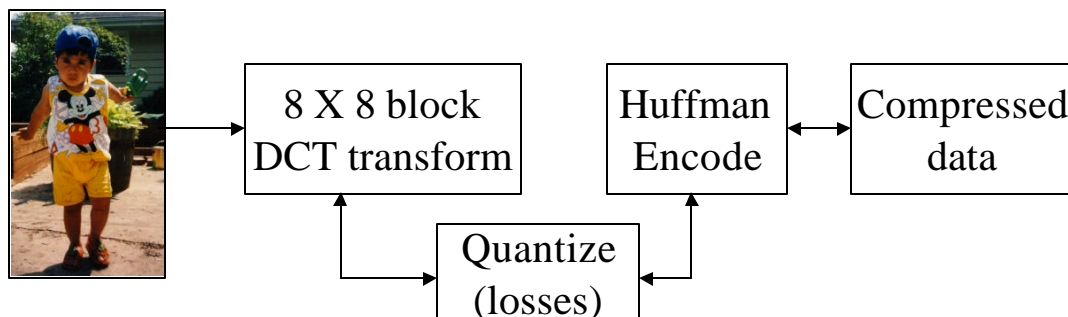 8 X 8 block
DCT transform
Quantize
(losses)
Huffman
Encode
Compressed
data